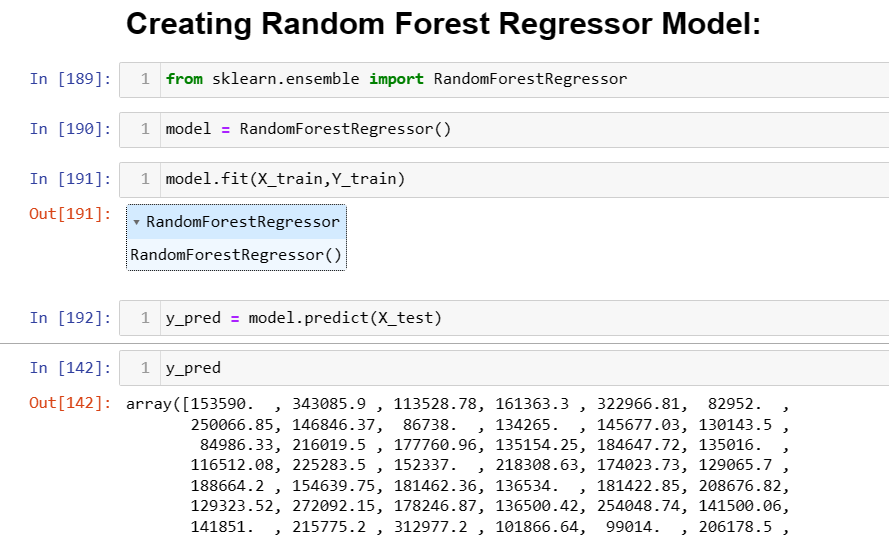 Creating Random Forest Regressor Model:
In [189]: 1 from sklearn.ensemble import RandomForestRegressor
In [190]: 1 model = RandomForestRegressor()
In [191]: 1 model.fit(X_train,Y_train)
Out[191]: ▾ RandomForestRegressor
RandomForestRegressor()
In [192]: 1 y_pred = model.predict(X_test)
In [142]: 1 y_pred
Out[142]: array([153590.  , 343085.9 , 113528.78, 161363.3 , 322966.81,  82952.  ,
250066.85, 146846.37,  86738.  , 134265.  , 145677.03, 130143.5 ,
84986.33, 216019.5 , 177760.96, 135154.25, 184647.72, 135016.  ,
116512.08, 225283.5 , 152337.  , 218308.63, 174023.73, 129065.7 ,
188664.2 , 154639.75, 181462.36, 136534.  , 181422.85, 208676.82,
129323.52, 272092.15, 178246.87, 136500.42, 254048.74, 141500.06,
141851.  , 215775.2 , 312977.2 , 101866.64,  99014.  , 206178.5 ,